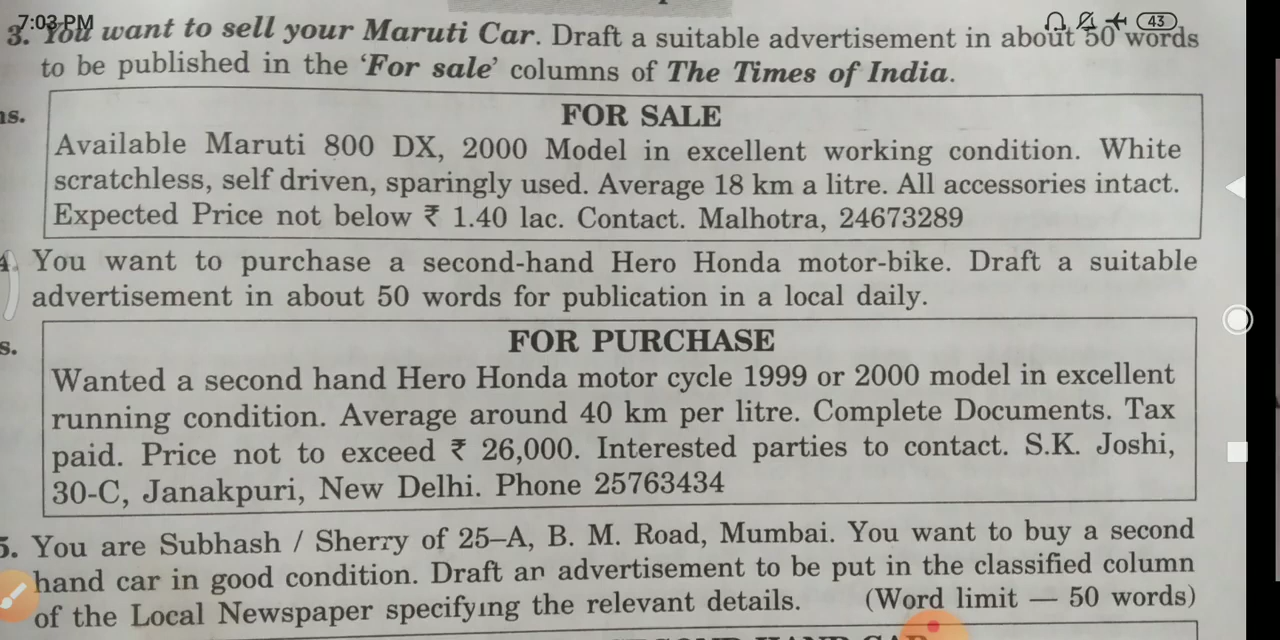 7:03 PM
43
3. You want to sell your Maruti Car. Draft a suitable advertisement in about 50 words
to be published in the ‘For sale’ columns of The Times of India.
ns.
FOR SALE
Available Maruti 800 DX, 2000 Model in excellent working condition. White
scratchless, self driven, sparingly used. Average 18 km a litre. All accessories intact.
Expected Price not below ₹ 1.40 lac. Contact. Malhotra, 24673289
4. You want to purchase a second-hand Hero Honda motor-bike. Draft a suitable
advertisement in about 50 words for publication in a local daily.
s.
FOR PURCHASE
Wanted a second hand Hero Honda motor cycle 1999 or 2000 model in excellent
running condition. Average around 40 km per litre. Complete Documents. Tax
paid. Price not to exceed ₹ 26,000. Interested parties to contact. S.K. Joshi,
30-C, Janakpuri, New Delhi. Phone 25763434
5. You are Subhash / Sherry of 25–A, B. M. Road, Mumbai. You want to buy a second
hand car in good condition. Draft an advertisement to be put in the classified column
of the Local Newspaper specifying the relevant details. (Word limit — 50 words)